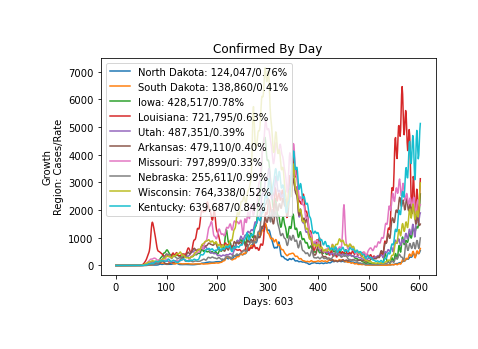 Confirmed By Day
Growth
Region: Cases/Rate
7000
6000
5000
4000
3000
2000
1000
0
North Dakota: 124,047/0.76%
South Dakota: 138,860/0.41%
Iowa: 428,517/0.78%
Louisiana: 721,795/0.63%
Utah: 487,351/0.39%
Arkansas: 479,110/0.40%
Missouri: 797,899/0.33%
Nebraska: 255,611/0.99%
Wisconsin: 764,338/0.52%
Kentucky: 639,687/0.84%
0 100 200 300 400 500 600
Days: 603